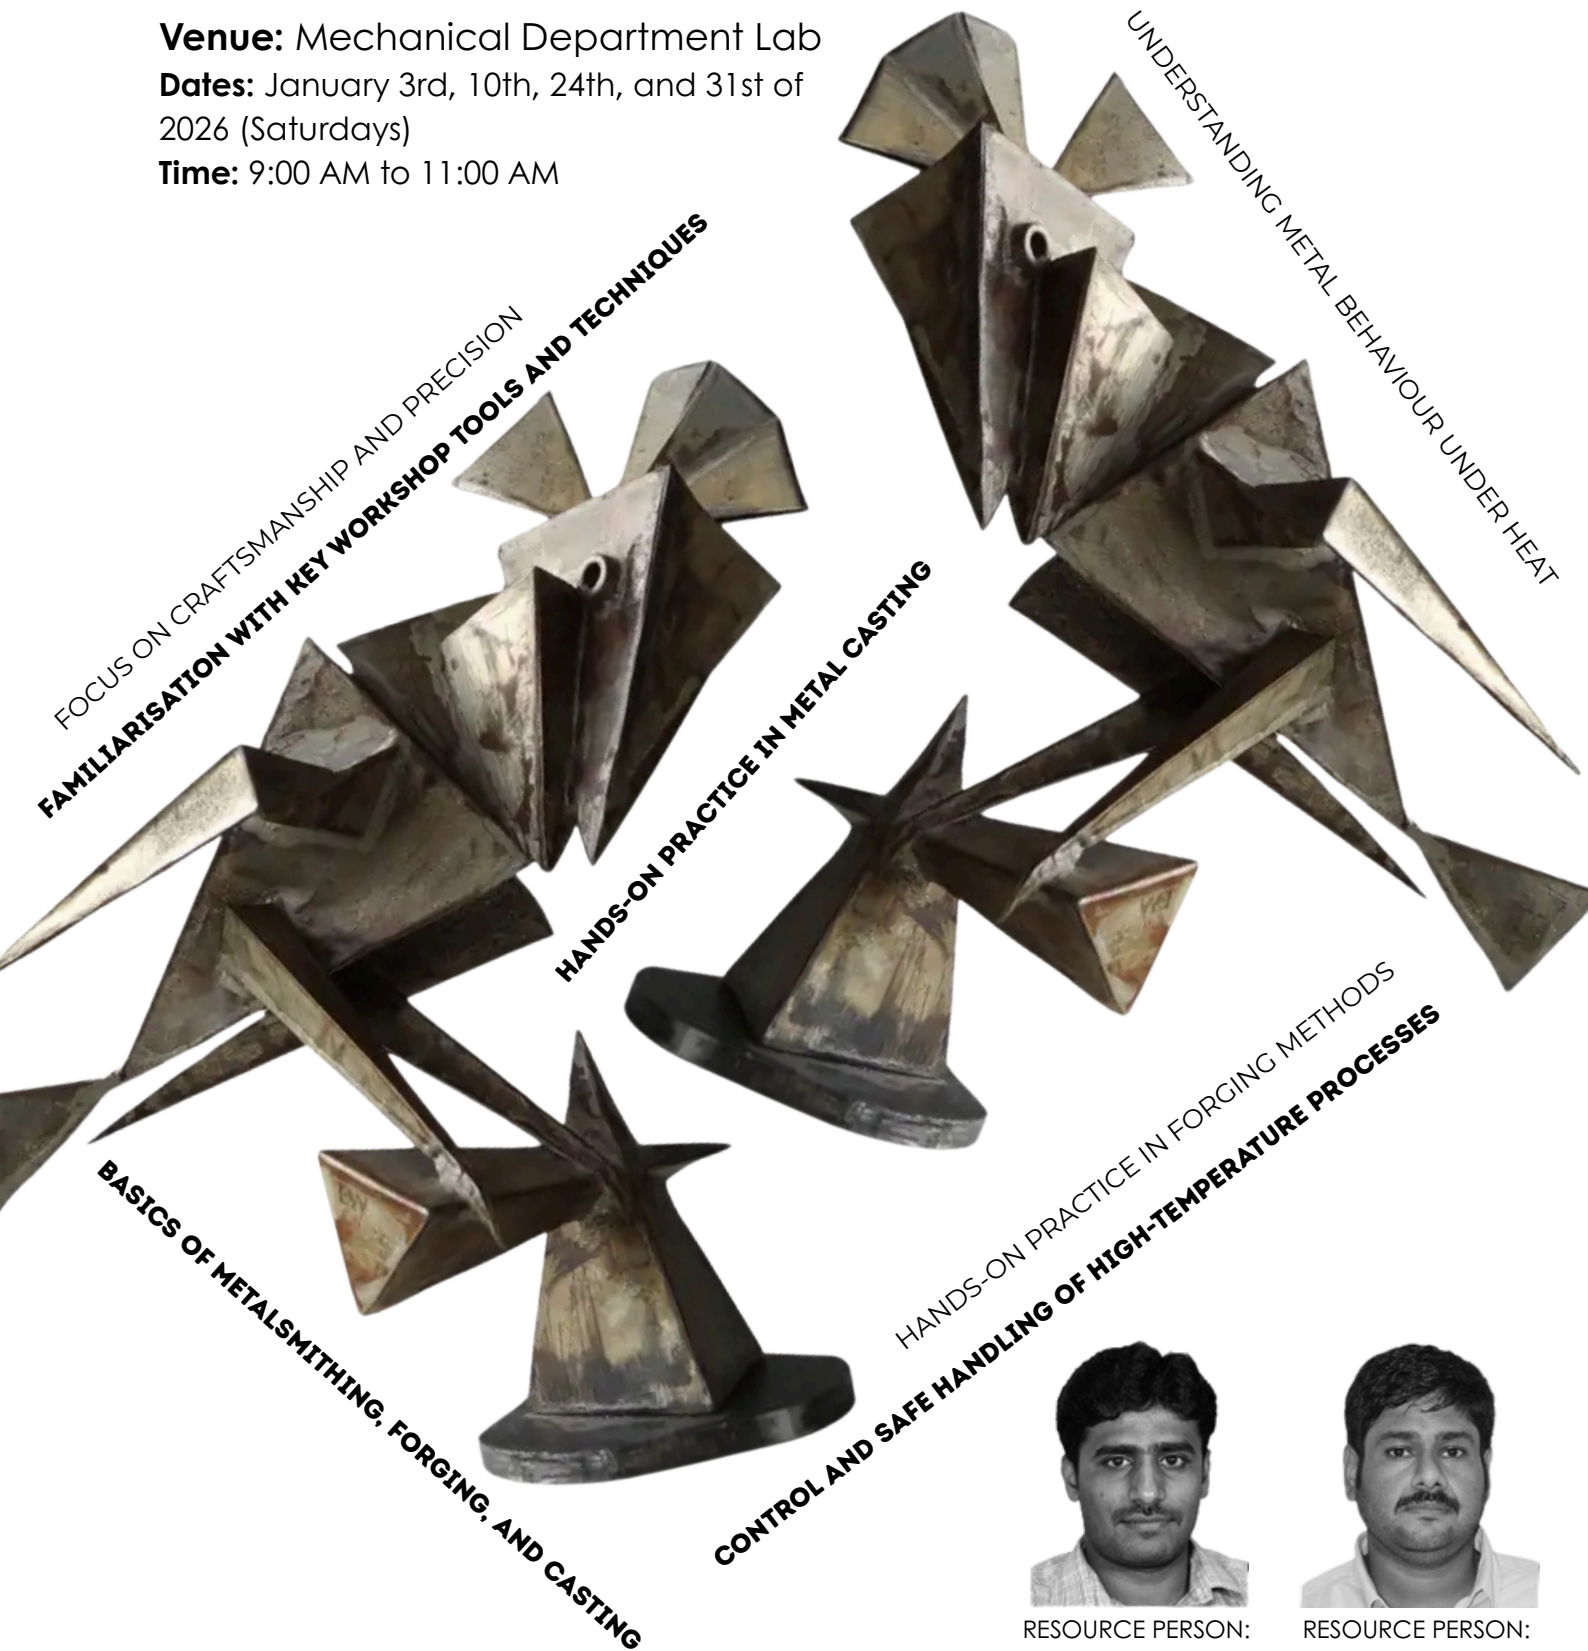 Venue: Mechanical Department Lab
Dates: January 3rd, 10th, 24th, and 31st of
2026 (Saturdays)
Time: 9:00 AM to 11:00 AM
UNDERSTANDING METAL BEHAVIOUR UNDER HEAT
FOCUS ON CRAFTSMANSHIP AND PRECISION
FAMILIARISATION WITH KEY WORKSHOP TOOLS AND TECHNIQUES
HANDS-ON PRACTICE IN METAL CASTING
HANDS-ON PRACTICE IN FORGING METHODS
CONTROL AND SAFE HANDLING OF HIGH-TEMPERATURE PROCESSES
BASICS OF METALSMITHING, FORGING, AND CASTING
RESOURCE PERSON:
RESOURCE PERSON: